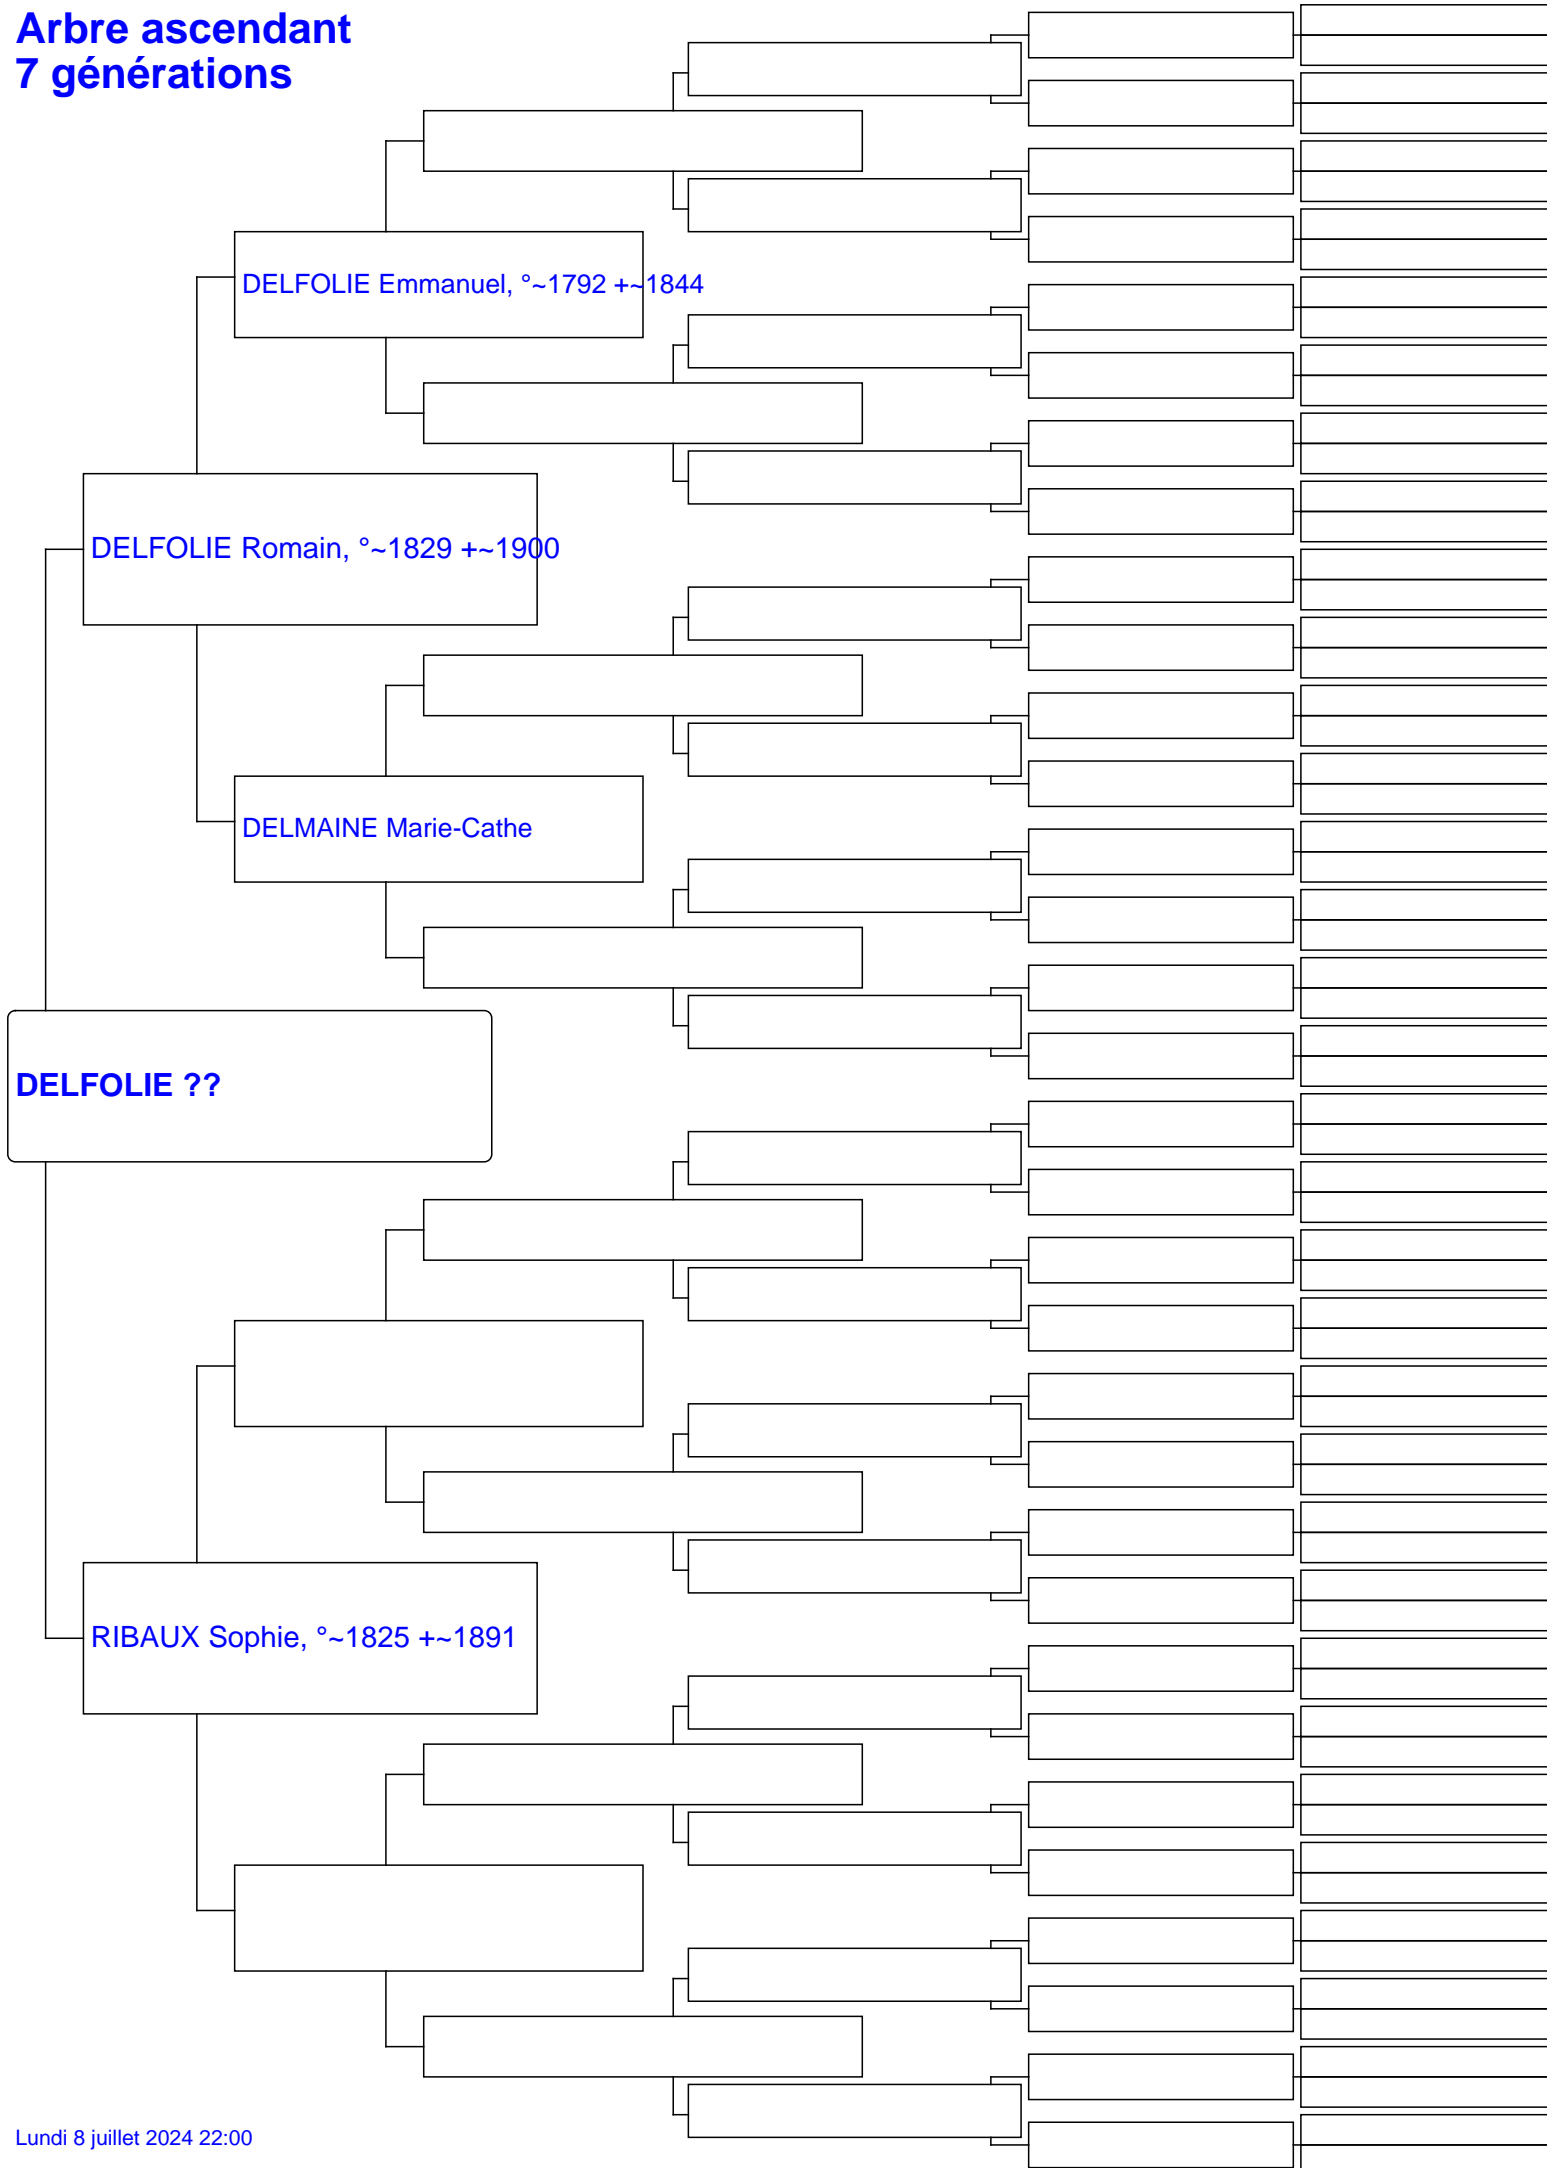 Arbre ascendant
7 générations
DELFOLIE Emmanuel, °~1792 +~1844
DELFOLIE Romain, °~1829 +~1900
DELMAINE Marie-Cathe
DELFOLIE ??
RIBAUX Sophie, °~1825 +~1891
Lundi 8 juillet 2024 22:00